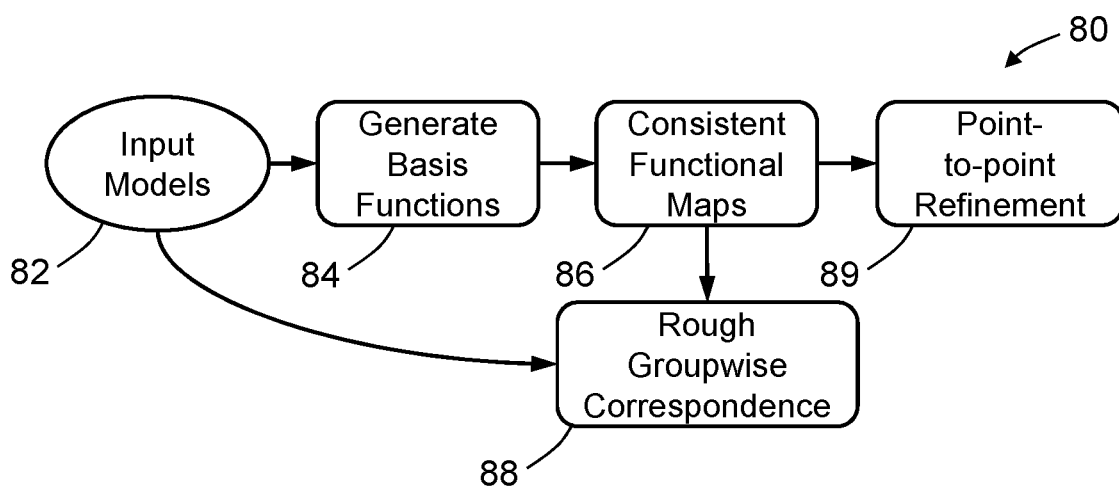 80
Input
Models
Generate
Basis
Functions
Consistent
Functional
Maps
Point-
to-point
Refinement
82
84
86
89
Rough
Groupwise
Correspondence
88